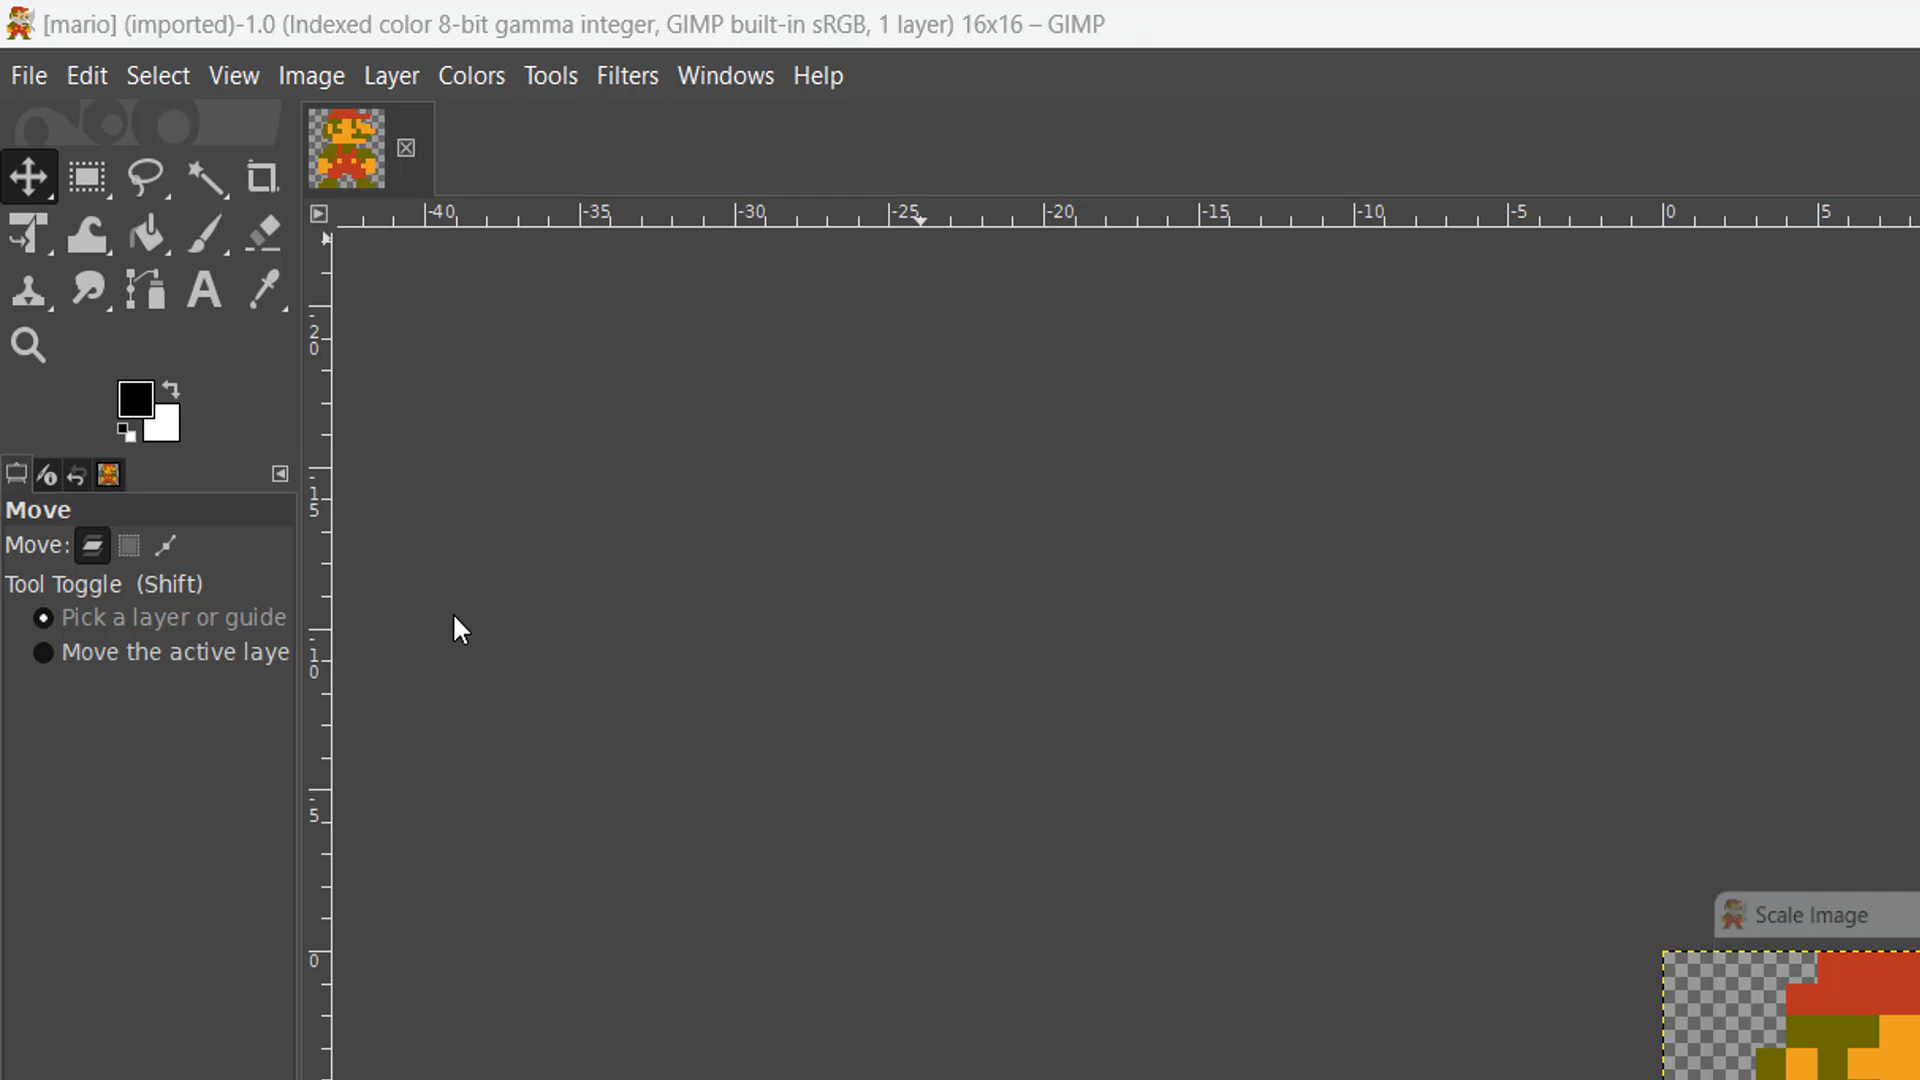 [mario] (imported)-1.0 (Indexed color 8-bit gamma integer, GIMP built-in sRGB, 1 layer) 16x16 – GIMP
File Edit Select View Image Layer Colors Tools Filters Windows Help
-40 -35 -30 -25 -20 -15 -10 -5 0 5
-20
-15
Move
Move:
Tool Toggle (Shift)
Pick a layer or guide
Move the active laye
-10
-5
Scale Image
0